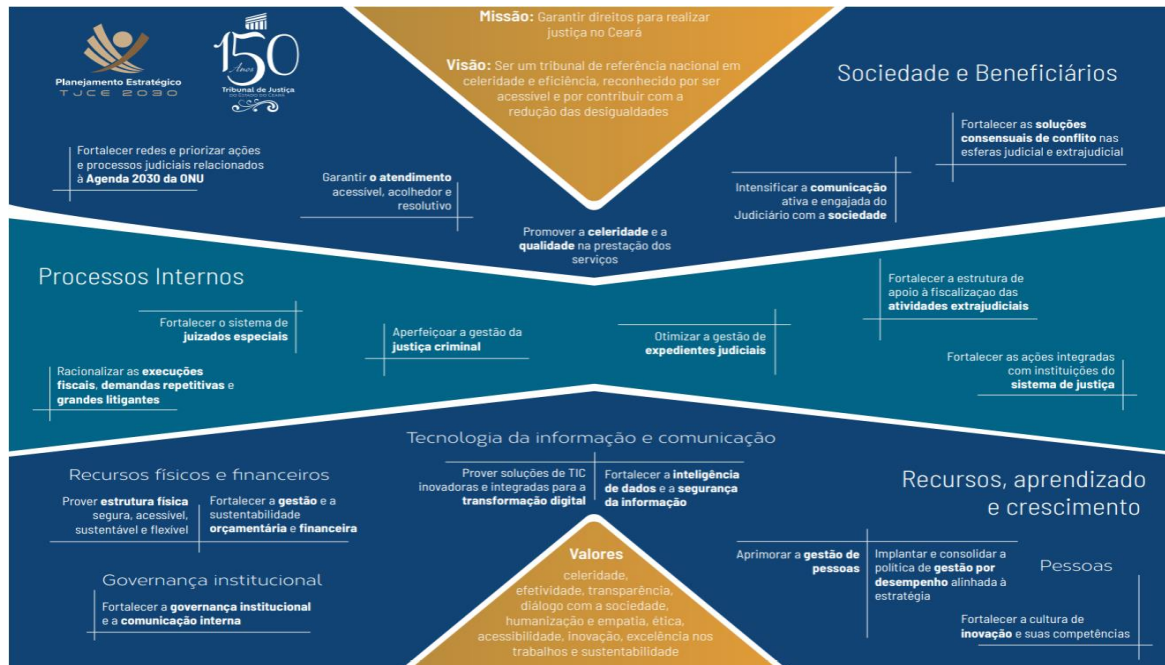 Planejamento Estratégico
TJCE 2030
150
Anos
Tribunal de Justiça
DO ESTADO DO CEARÁ
Missão: Garantir direitos para realizar
justiça no Ceará
Visão: Ser um tribunal de referência nacional em
celeridade e eficiência, reconhecido por ser
acessível e por contribuir com a
redução das desigualdades
Sociedade e Beneficiários
Fortalecer redes e priorizar ações
e processos judiciais relacionados
à Agenda 2030 da ONU
Garantir o atendimento
acessível, acolhedor e
resolutivo
Promover a celeridade e a
qualidade na prestação dos
serviços
Intensificar a comunicação
ativa e engajada do
Judiciário com a sociedade
Fortalecer as soluções
consensuais de conflito nas
esferas judicial e extrajudicial
Processos Internos
Fortalecer o sistema de
juizados especiais
Racionalizar as execuções
fiscais, demandas repetitivas e
grandes litigantes
Aperfeiçoar a gestão da
justiça criminal
Otimizar a gestão de
expedientes judiciais
Fortalecer a estrutura de
apoio à fiscalizaçao das
atividades extrajudiciais
Fortalecer as ações integradas
com instituições do
sistema de justiça
Tecnologia da informação e comunicação
Prover soluções de TIC
inovadoras e integradas para a
transformação digital
Fortalecer a inteligência
de dados e a segurança
da informação
Recursos físicos e financeiros
Prover estrutura física
segura, acessível,
sustentável e flexível
Fortalecer a gestão e a
sustentabilidade
orçamentária e financeira
Governança institucional
Fortalecer a governança institucional
e a comunicação interna
Valores
celeridade,
efetividade, transparência,
diálogo com a sociedade,
humanização e empatia, ética,
acessibilidade, inovação, excelência nos
trabalhos e sustentabilidade
Recursos, aprendizado
e crescimento
Aprimorar a gestão de
pessoas
Implantar e consolidar a
política de gestão por
desempenho alinhada à
estratégia
Pessoas
Fortalecer a cultura de
inovação e suas competências